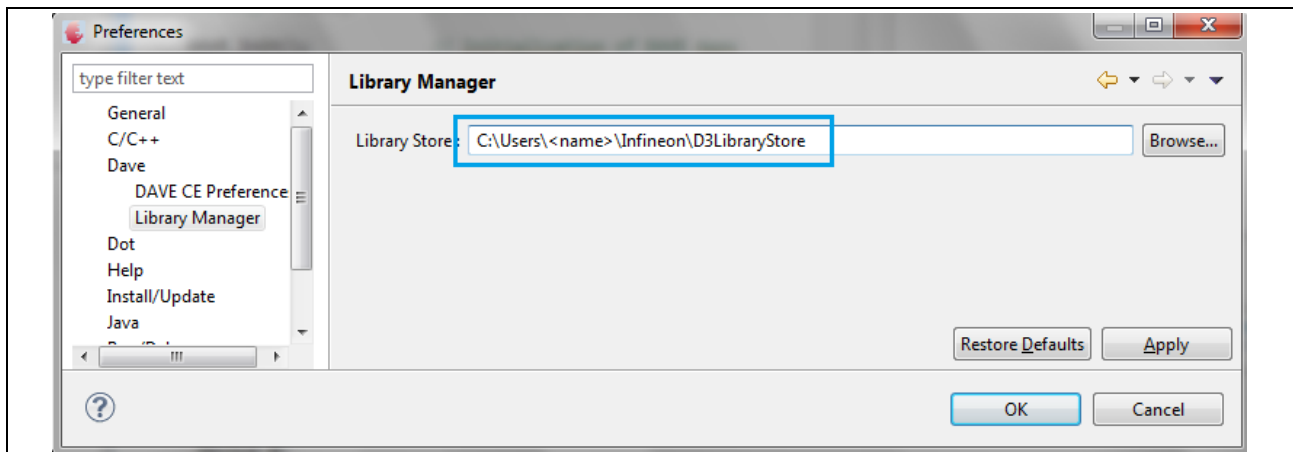 Preferences
type filter text
General
C/C++
Dave
DAVE CE Preference
Library Manager
Dot
Help
Install/Update
Java
Library Manager
Library Store: C:\Users\<name>\Infineon\D3LibraryStore Browse...
Restore Defaults Apply
OK Cancel